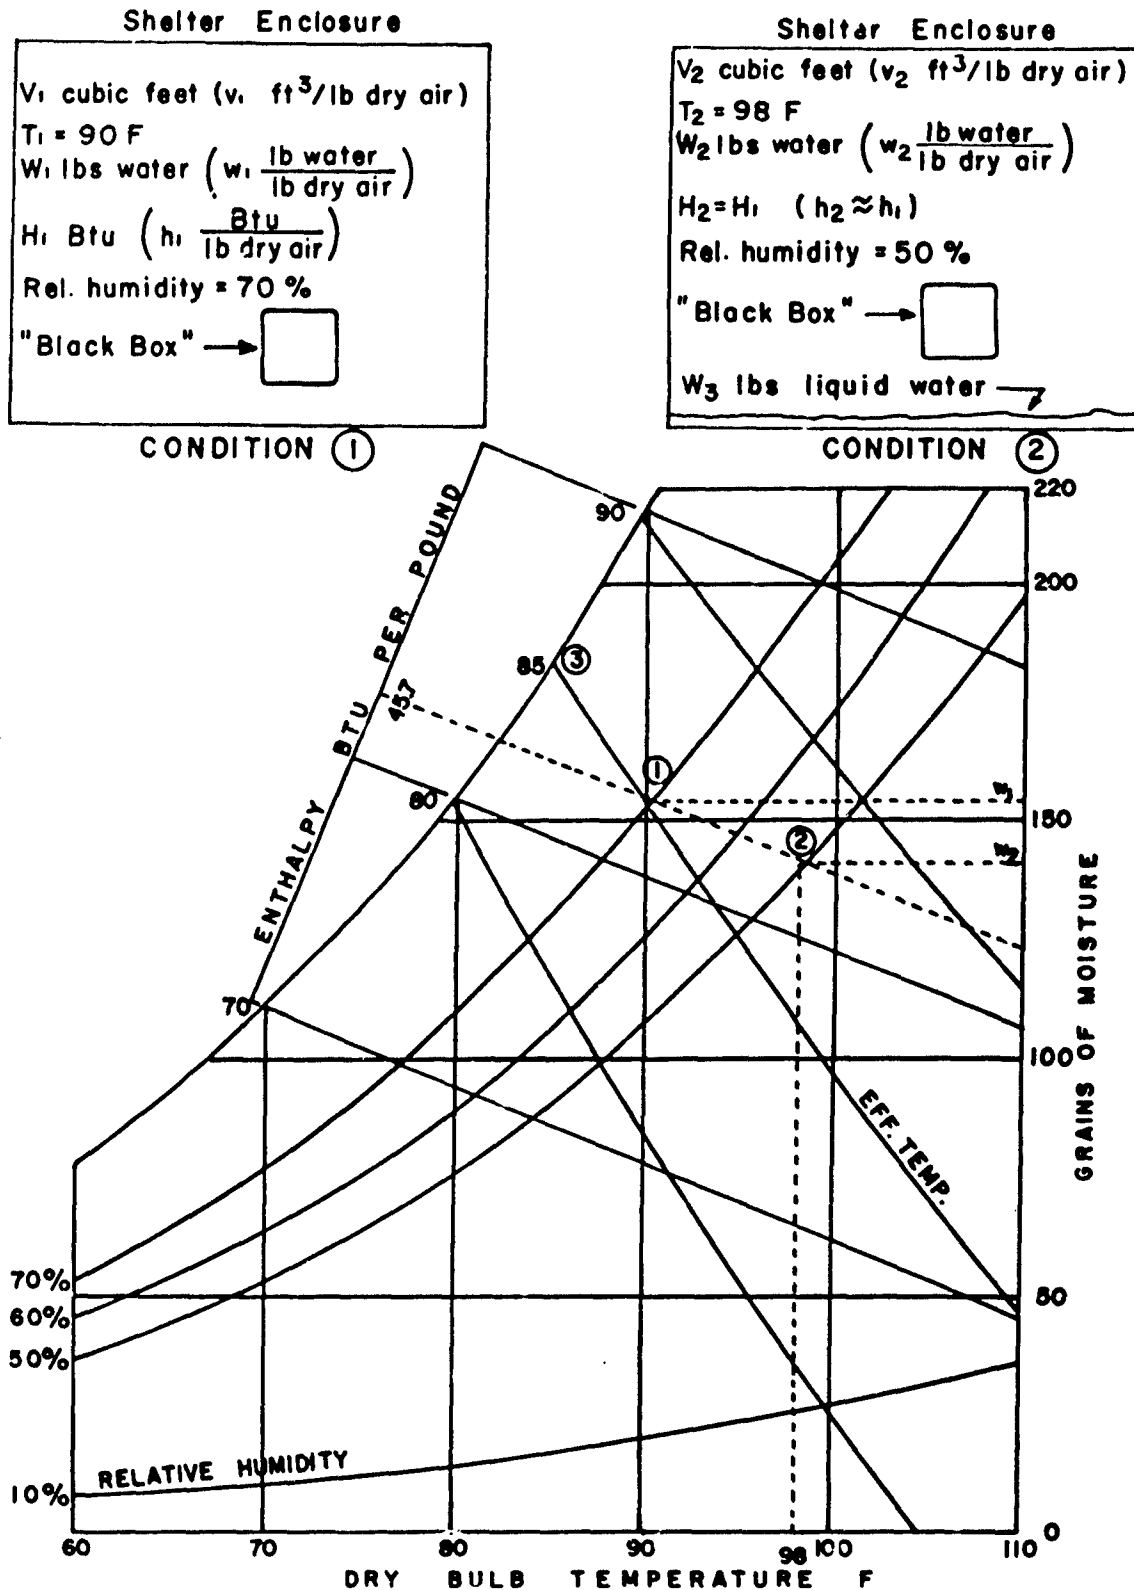 Shelter Enclosure
V₁ cubic feet (v₁ ft³/lb dry air)
T₁ = 90 F
W₁ lbs water (w₁ lb water / lb dry air)
H₁ Btu (h₁ Btu / lb dry air)
Rel. humidity = 70 %
"Black Box"
CONDITION ①
Shelter Enclosure
V₂ cubic feet (v₂ ft³/lb dry air)
T₂ = 98 F
W₂ lbs water (w₂ lb water / lb dry air)
H₂=H₁ (h₂≈h₁)
Rel. humidity = 50 %
"Black Box"
W₃ lbs liquid water
CONDITION ②
ENTHALPY BTU PER POUND
45.7
90
85
③
80
70
①
②
w₁
w₂
220
200
150
100
50
0
GRAINS OF MOISTURE
EFF. TEMP.
70%
60%
50%
10%
RELATIVE HUMIDITY
60 70 80 90 98 100 110
DRY BULB TEMPERATURE F